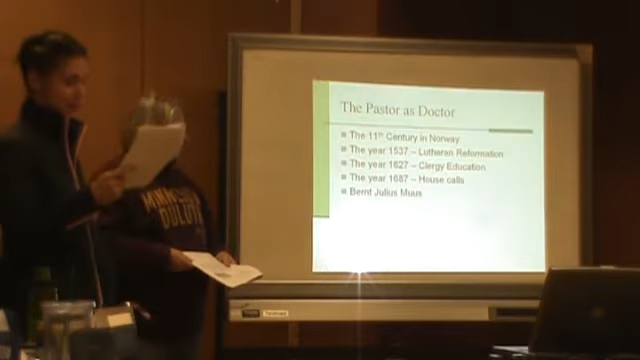 The Pastor as Doctor
The 11th Century in Norway
The year 1537 – Lutheran Reformation
The year 1627 – Clergy Education
The year 1687 – House calls
Bernt Julius Muus
MINNESOTA
DULUTH